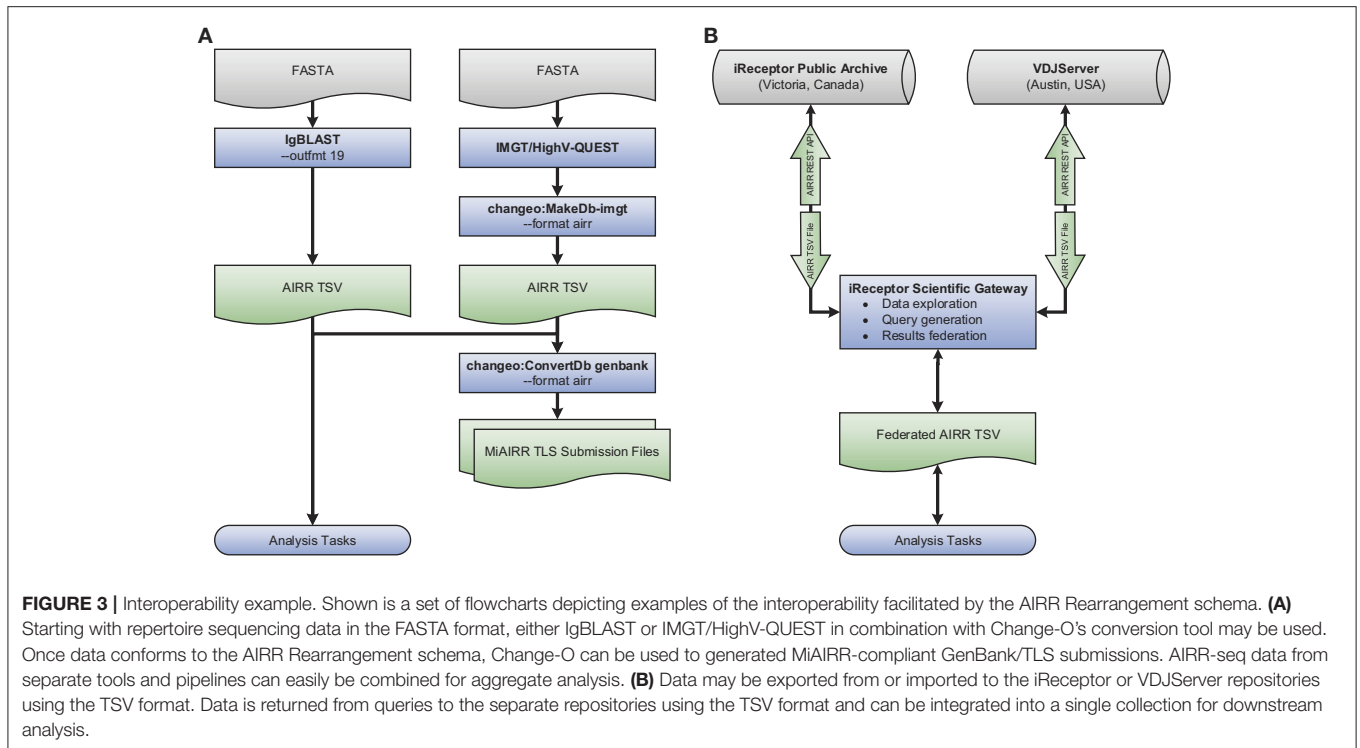 A
FASTA
FASTA
IgBLAST
--outfmt 19
IMGT/HighV-QUEST
changeo:MakeDb-imgt
--format airr
AIRR TSV
AIRR TSV
changeo:ConvertDb genbank
--format airr
MiAIRR TLS Submission Files
Analysis Tasks
B
iReceptor Public Archive
(Victoria, Canada)
VDJServer
(Austin, USA)
AIRR REST API
AIRR REST API
AIRR TSV File
AIRR TSV File
iReceptor Scientific Gateway
• Data exploration
• Query generation
• Results federation
Federated AIRR TSV
Analysis Tasks
FIGURE 3 | Interoperability example. Shown is a set of flowcharts depicting examples of the interoperability facilitated by the AIRR Rearrangement schema. (A)
Starting with repertoire sequencing data in the FASTA format, either IgBLAST or IMGT/HighV-QUEST in combination with Change-O's conversion tool may be used.
Once data conforms to the AIRR Rearrangement schema, Change-O can be used to generated MiAIRR-compliant GenBank/TLS submissions. AIRR-seq data from
separate tools and pipelines can easily be combined for aggregate analysis. (B) Data may be exported from or imported to the iReceptor or VDJServer repositories
using the TSV format. Data is returned from queries to the separate repositories using the TSV format and can be integrated into a single collection for downstream
analysis.